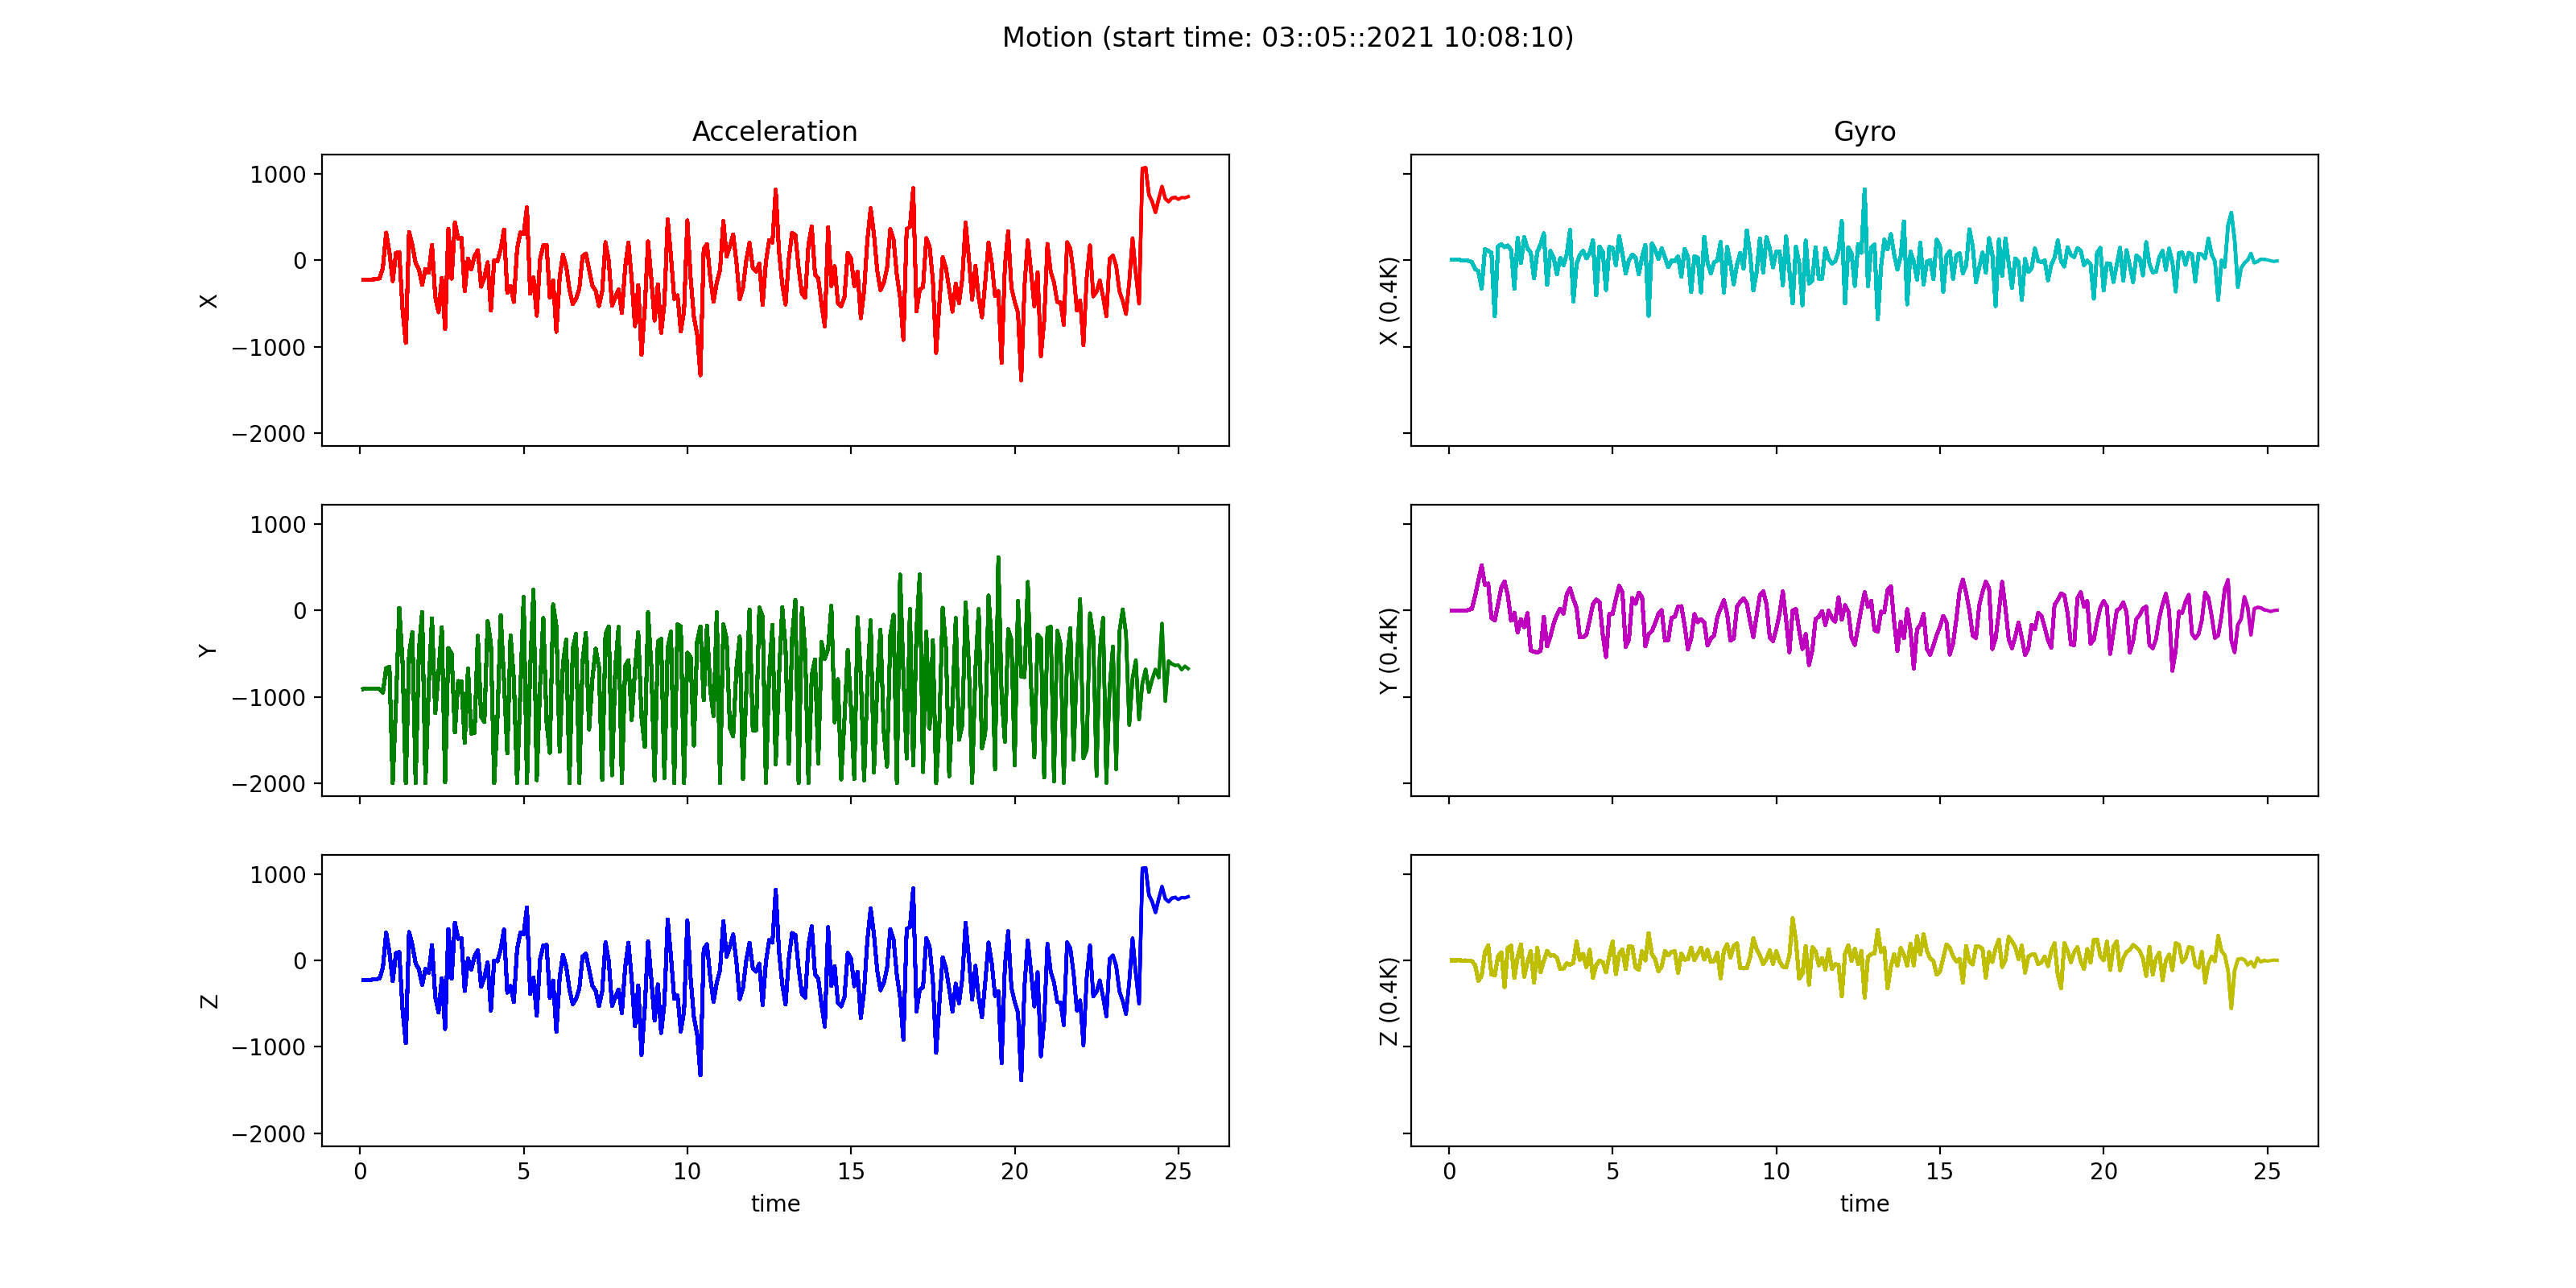 Motion (start time: 03::05::2021 10:08:10)
Acceleration
Gyro
1000
0
−1000
−2000
X
X (0.4K)
1000
0
−1000
−2000
Y
Y (0.4K)
1000
0
−1000
−2000
Z
Z (0.4K)
0 5 10 15 20 25
0 5 10 15 20 25
time
time